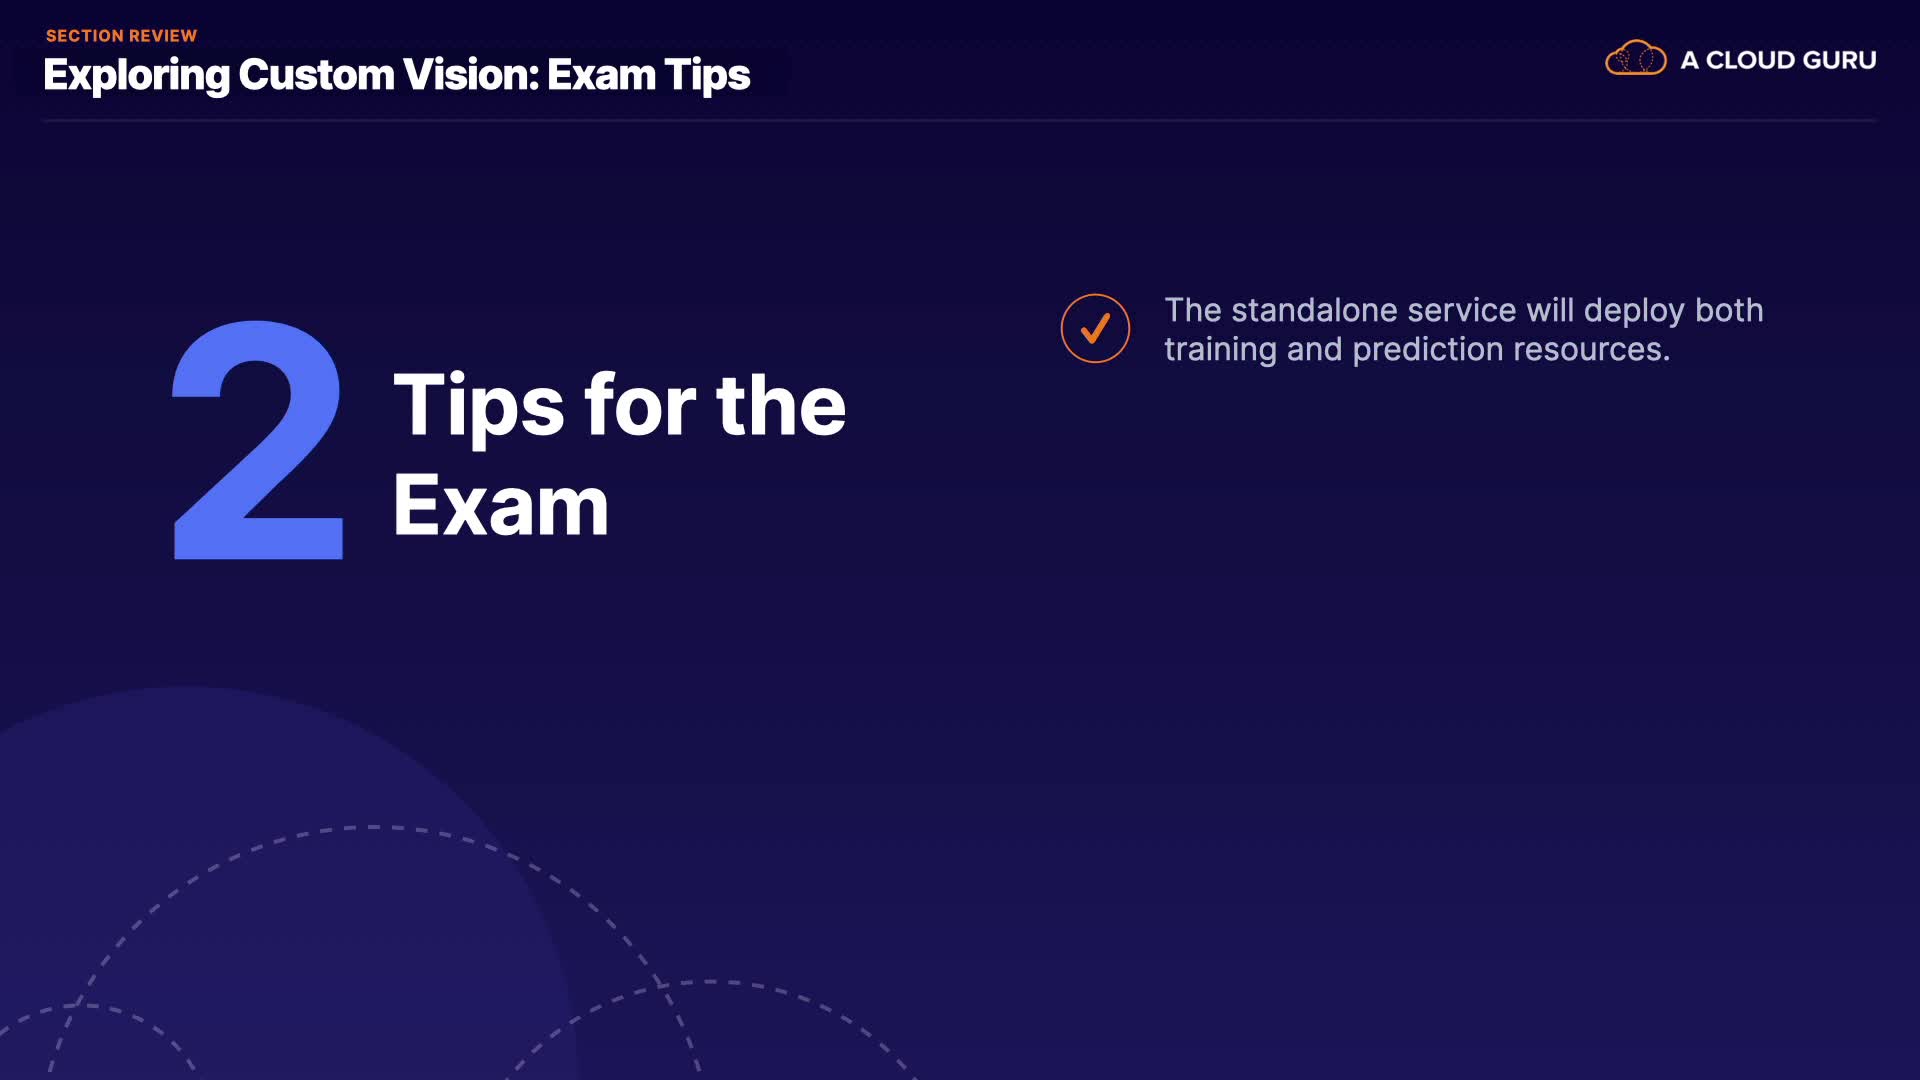 SECTION REVIEW
Exploring Custom Vision: Exam Tips
A CLOUD GURU
2
Tips for the
Exam
The standalone service will deploy both
training and prediction resources.